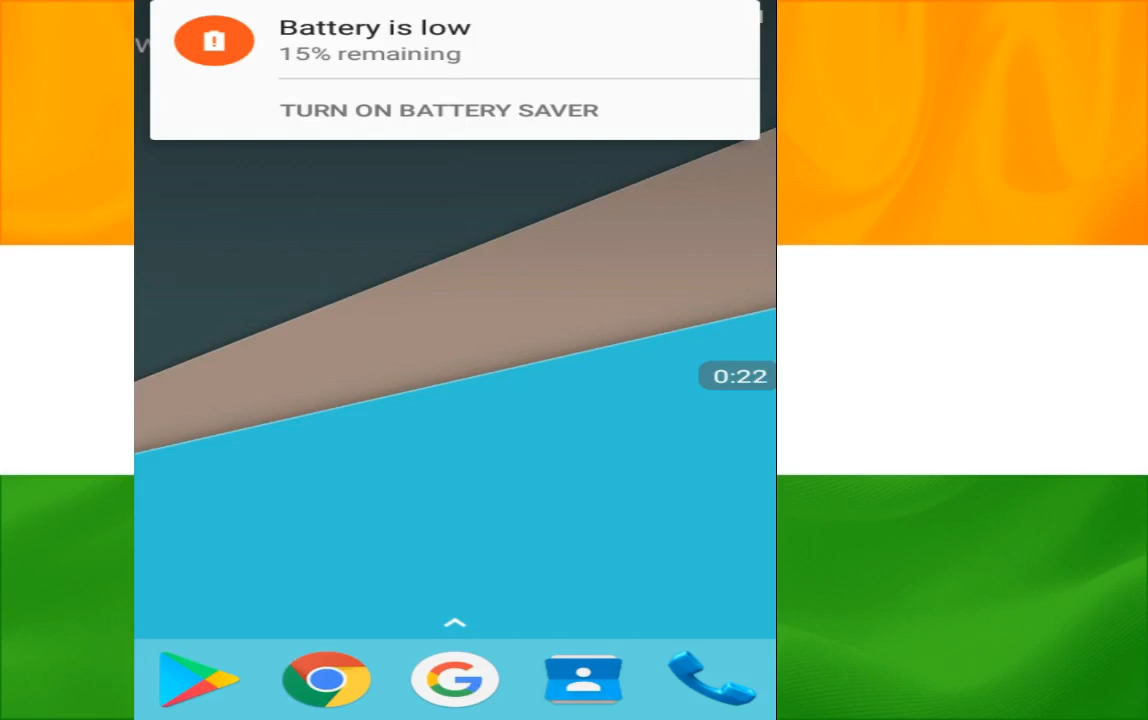 Battery is low
15% remaining
TURN ON BATTERY SAVER
0:22